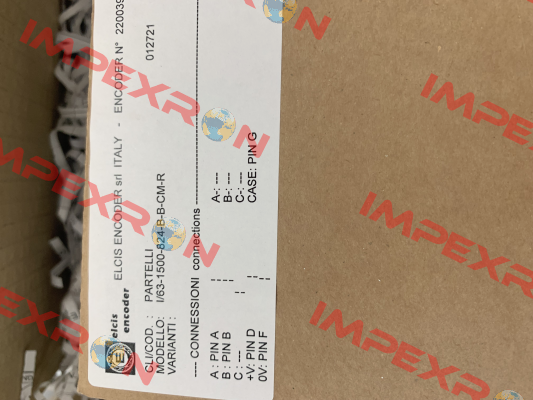 ELCIS ENCODER srl ITALY - ENCODER N° 220039
elcis
encoder
CLI/COD. : PARTELLI 012721
MODELLO: I/63-1500-824-B-B-CM-R
VARIANTI :
---- CONNESSIONI connections ----
A : PIN A A-: ---
B : PIN B B-: ---
C : --- C-: ---
+V: PIN D CASE: PIN G
0V: PIN F
IMPEXRON
IMPEXRON
IMPEXRON
IMPEXRON
IMPEXRON
IMPEXRON